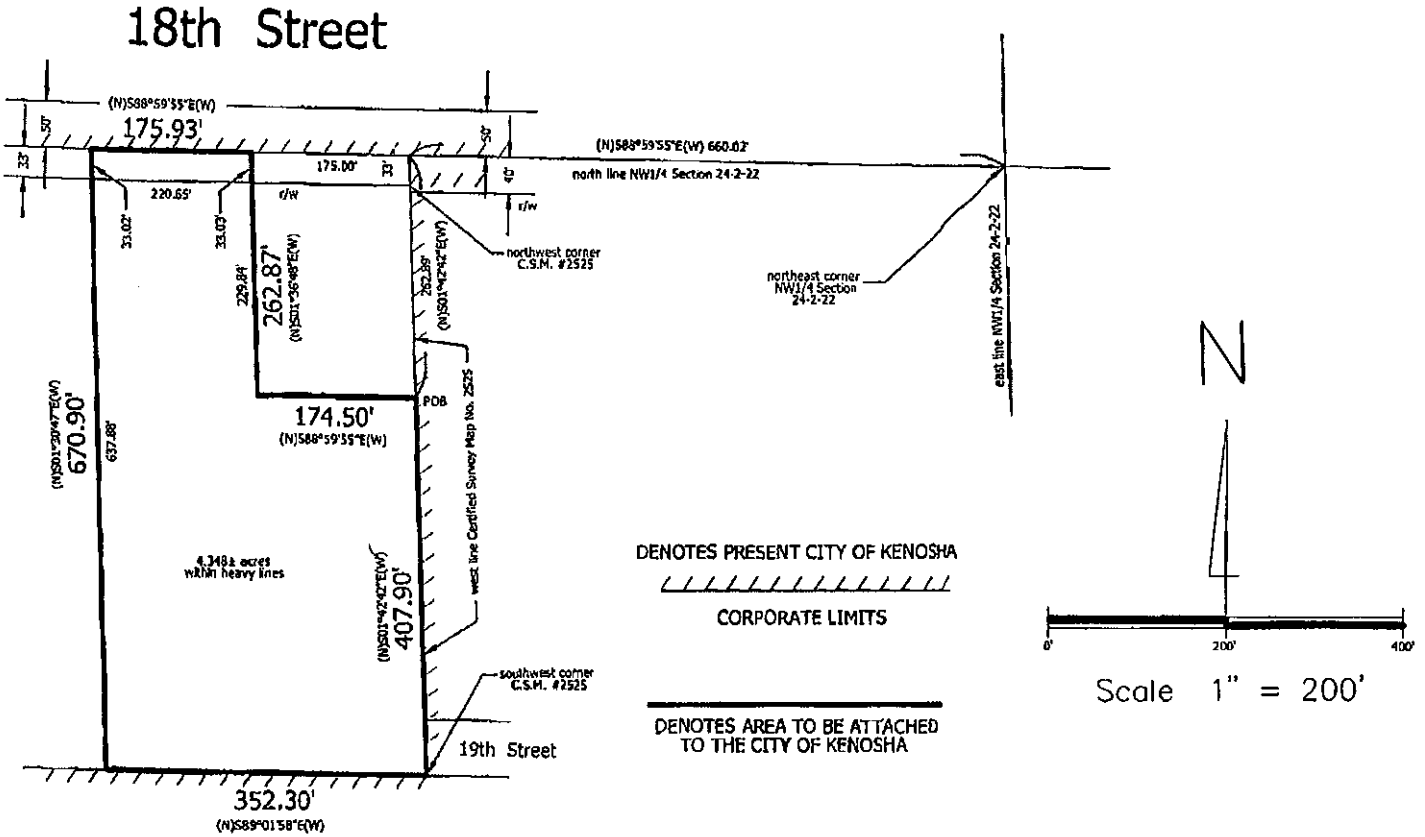 18th Street
(N)S88°59'55"E(W)
175.93'
50'
33'
50'
40'
33'
175.00'
220.65'
r/w
r/w
(N)S88°59'55"E(W) 660.02'
north line NW1/4 Section 24-2-22
33.02'
33.03'
northwest corner
C.S.M. #2525
northeast corner
NW1/4 Section
24-2-22
east line NW1/4 Section 24-2-22
229.84'
262.87'
(N)S01°36'48"E(W)
262.89'
(N)S01°42'42"E(W)
N
west line Certified Survey Map No. 2525
POB
174.50'
(N)S88°59'55"E(W)
(N)S01°30'47"E(W)
670.90'
637.88'
4.348± acres
within heavy lines
(N)S01°42'42"E(W)
407.90'
DENOTES PRESENT CITY OF KENOSHA
CORPORATE LIMITS
0'
200'
400'
Scale 1" = 200'
southwest corner
C.S.M. #2525
DENOTES AREA TO BE ATTACHED
TO THE CITY OF KENOSHA
19th Street
352.30'
(N)S89°01'58"E(W)